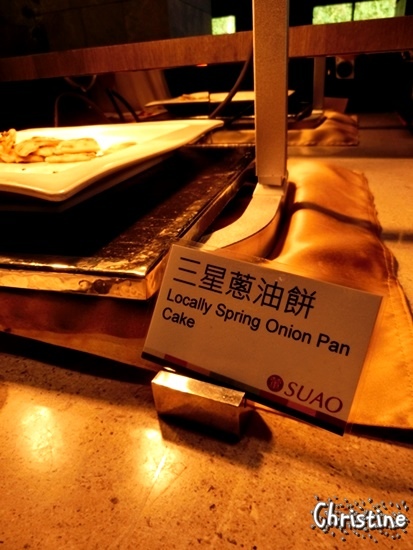 三星蔥油餅
Locally Spring Onion Pan
Cake
SUAO
Christine